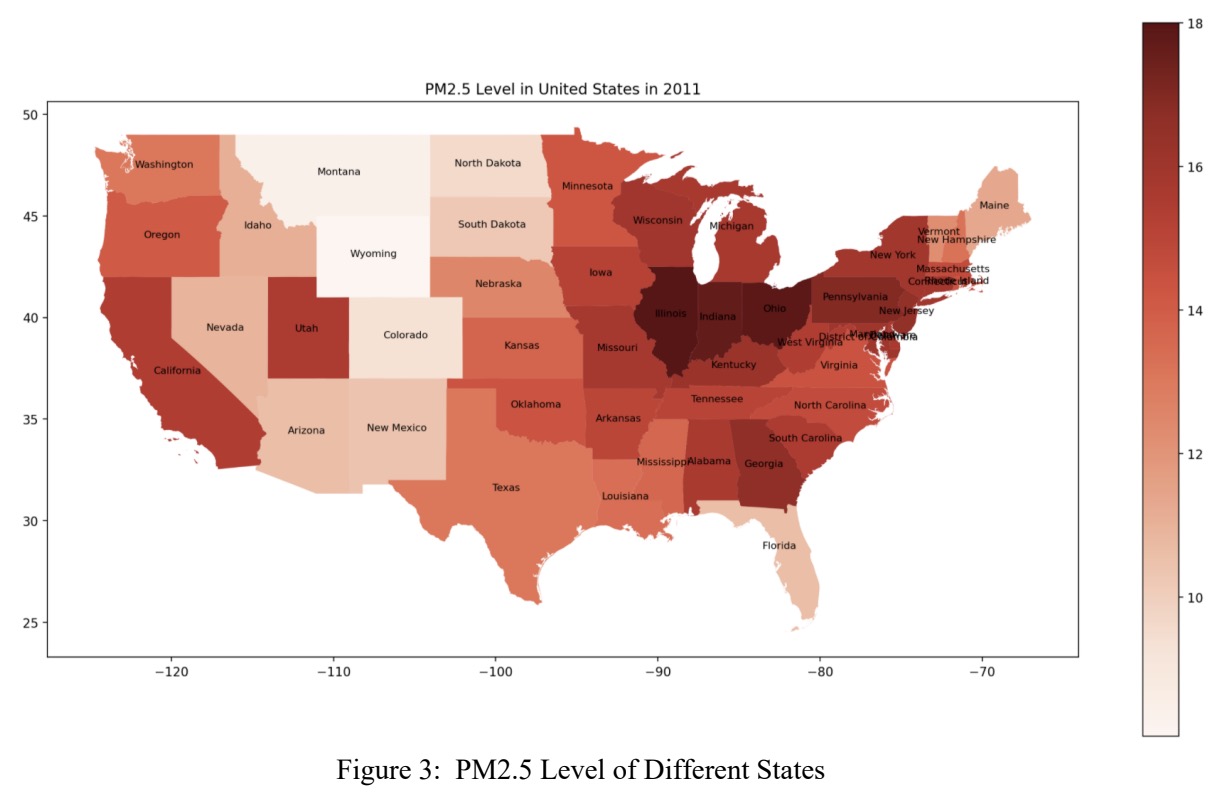 PM2.5 Level in United States in 2011
18
16
14
12
10
50
45
40
35
30
25
−120
−110
−100
−90
−80
−70
Washington
Montana
North Dakota
Minnesota
Maine
Oregon
Idaho
Wyoming
South Dakota
Wisconsin
Michigan
Vermont
New Hampshire
New York
Massachusetts
Connecticut
Rhode Island
Nebraska
Iowa
Nevada
Utah
Colorado
Illinois
Indiana
Ohio
Pennsylvania
New Jersey
California
Kansas
Missouri
Kentucky
West Virginia
District of Columbia
Maryland
Delaware
Virginia
Arizona
New Mexico
Oklahoma
Arkansas
Tennessee
North Carolina
South Carolina
Texas
Louisiana
Mississippi
Alabama
Georgia
Florida
Figure 3: PM2.5 Level of Different States